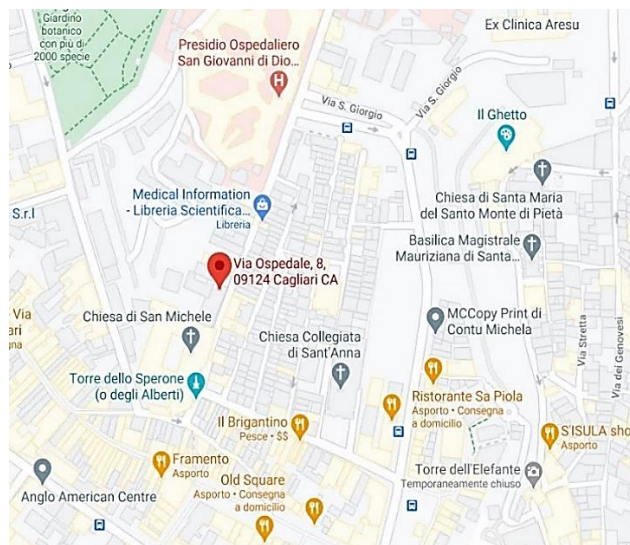 Giardino
botanico
con più di
2000 specie
Ex Clinica Aresu
Presidio Ospedaliero
San Giovanni di Dio...
H
Via S. Giorgio
Via S. Giorgio
Il Ghetto
Medical Information
- Libreria Scientifica...
Libreria
Chiesa di Santa Maria
del Santo Monte di Pietà
S.r.l
Basilica Magistrale
Mauriziana di Santa...
Via Ospedale, 8,
09124 Cagliari CA
Via
ari
gna
Chiesa di San Michele
MCCopy Print di
Contu Michela
Chiesa Collegiata
di Sant'Anna
Via Stretta
Via dei Genovesi
Torre dello Sperone
(o degli Alberti)
Ristorante Sa Piola
Asporto • Consegna
a domicilio
Il Brigantino
Pesce • $$
S'ISULA sho
Asporto
Framento
Asporto
Torre dell'Elefante
Temporaneamente chiuso
Old Square
Asporto • Consegna
a domicilio
Anglo American Centre